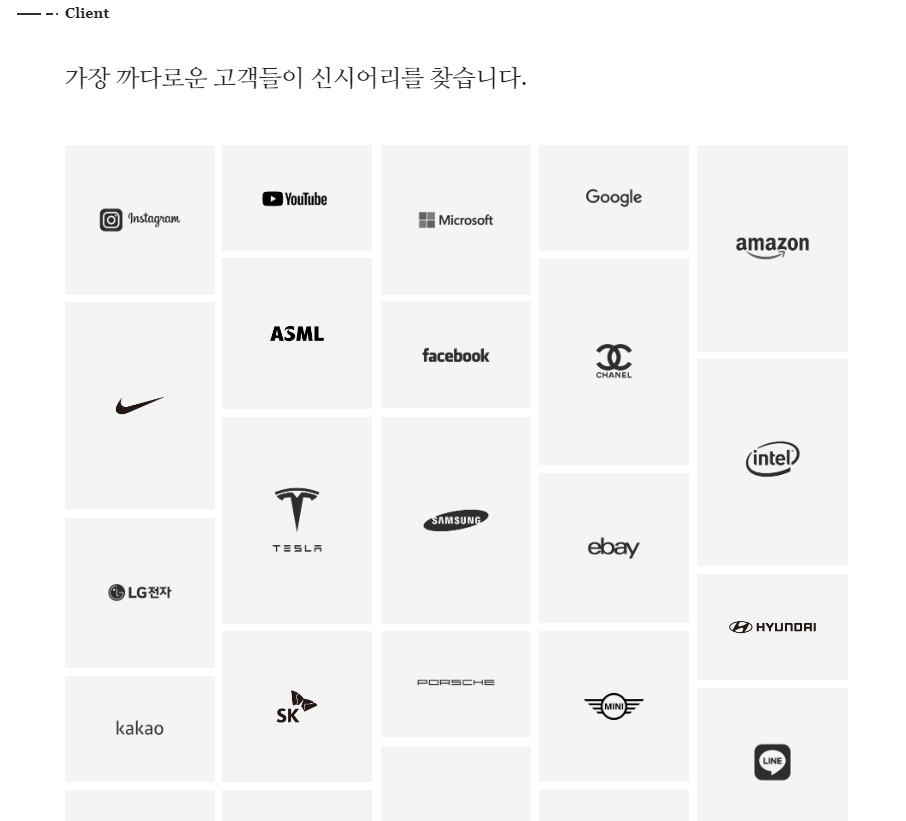 Client
가장 까다로운 고객들이 신시어리를 찾습니다.
Instagram
YouTube
Microsoft
Google
amazon
ASML
facebook
CHANEL
intel
TESLA
SAMSUNG
ebay
LG전자
HYUNDAI
SK
PORSCHE
MINI
kakao
LINE